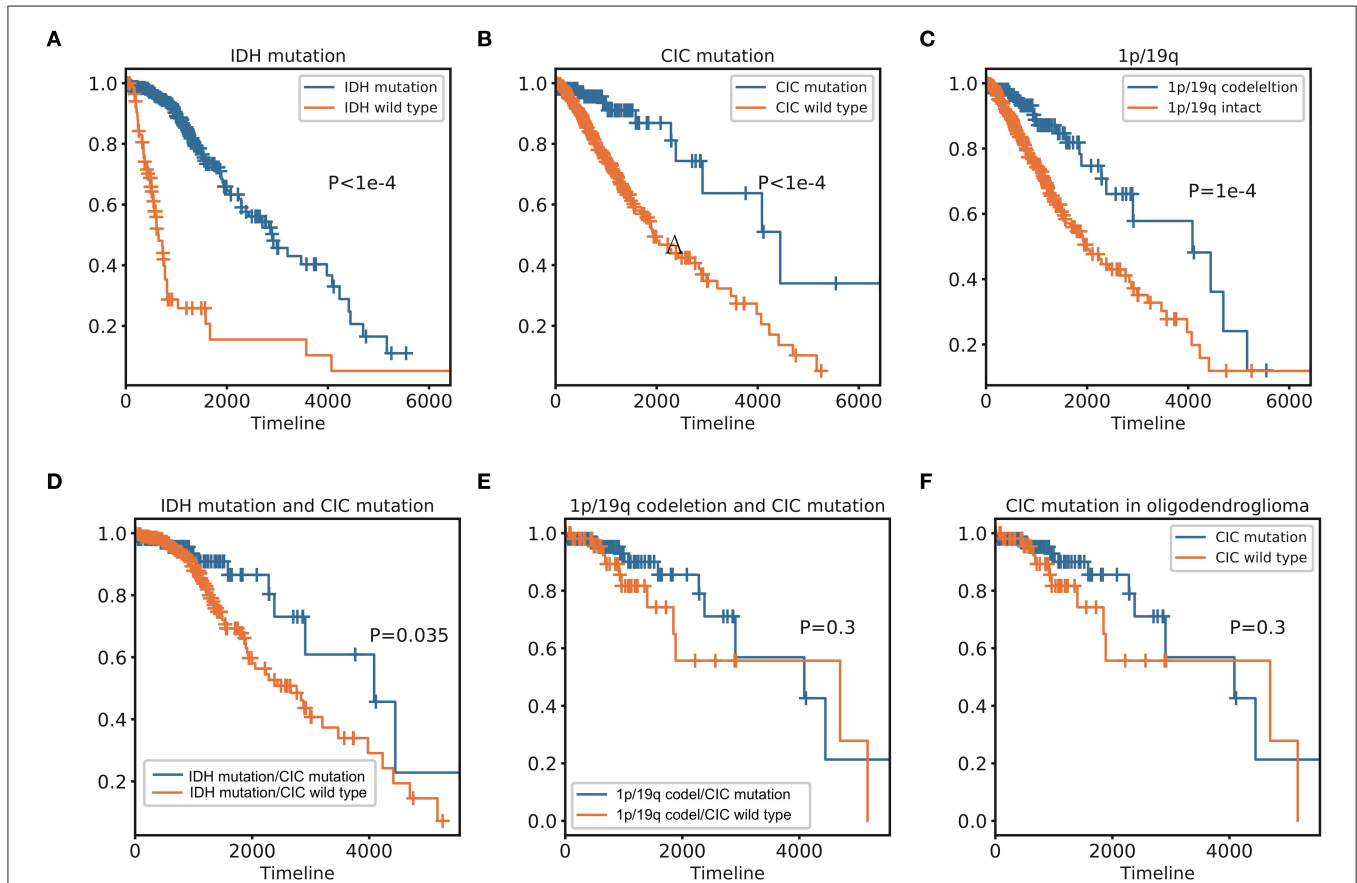 A
IDH mutation
1.0
0.8
0.6
0.4
0.2
IDH mutation
IDH wild type
P<1e-4
0 2000 4000 6000
Timeline
B
CIC mutation
1.0
0.8
0.6
0.4
0.2
CIC mutation
CIC wild type
P<1e-4
A
0 2000 4000 6000
Timeline
C
1p/19q
1.0
0.8
0.6
0.4
0.2
1p/19q codeleltion
1p/19q intact
P=1e-4
0 2000 4000 6000
Timeline
D
IDH mutation and CIC mutation
1.0
0.8
0.6
0.4
0.2
P=0.035
IDH mutation/CIC mutation
IDH mutation/CIC wild type
0 2000 4000
Timeline
E
1p/19q codeletion and CIC mutation
1.0
0.8
0.6
0.4
0.2
0.0
P=0.3
1p/19q codel/CIC mutation
1p/19q codel/CIC wild type
0 2000 4000
Timeline
F
CIC mutation in oligodendroglioma
1.0
0.8
0.6
0.4
0.2
0.0
CIC mutation
CIC wild type
P=0.3
0 2000 4000
Timeline